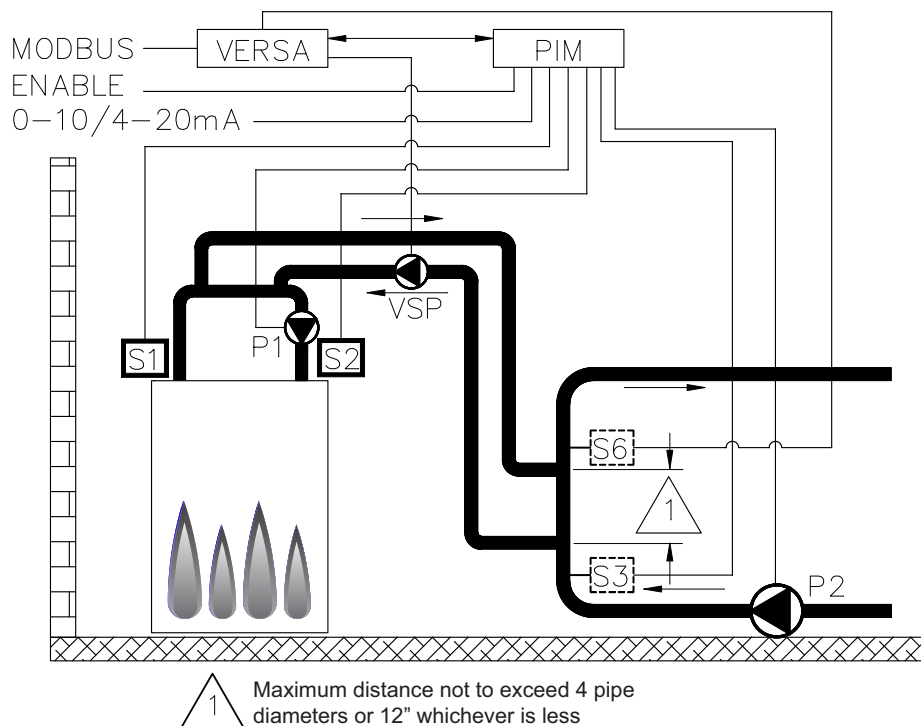 MODBUS
VERSA
PIM
ENABLE
0-10/4-20mA
VSP
S1
P1
S2
S6
1
S3
P2
1
Maximum distance not to exceed 4 pipe
diameters or 12” whichever is less